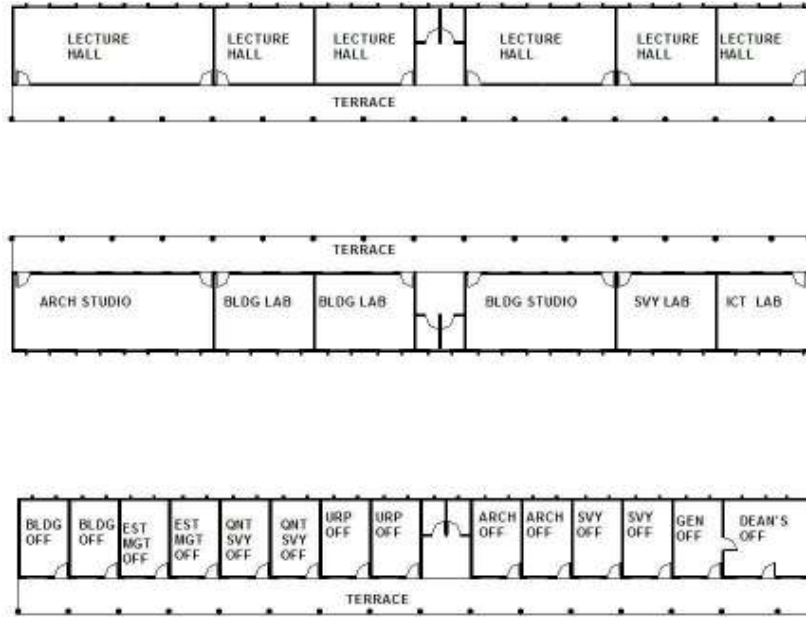 LECTURE
HALL
LECTURE
HALL
LECTURE
HALL
LECTURE
HALL
LECTURE
HALL
LECTURE
HALL
TERRACE
TERRACE
ARCH STUDIO
BLDG LAB
BLDG LAB
BLDG STUDIO
SVY LAB
ICT LAB
BLDG
OFF
BLDG
OFF
EST
MGT
OFF
EST
MGT
OFF
QNT
SVY
OFF
QNT
SVY
OFF
URP
OFF
URP
OFF
ARCH
OFF
ARCH
OFF
SVY
OFF
SVY
OFF
GEN
OFF
DEAN'S
OFF
TERRACE